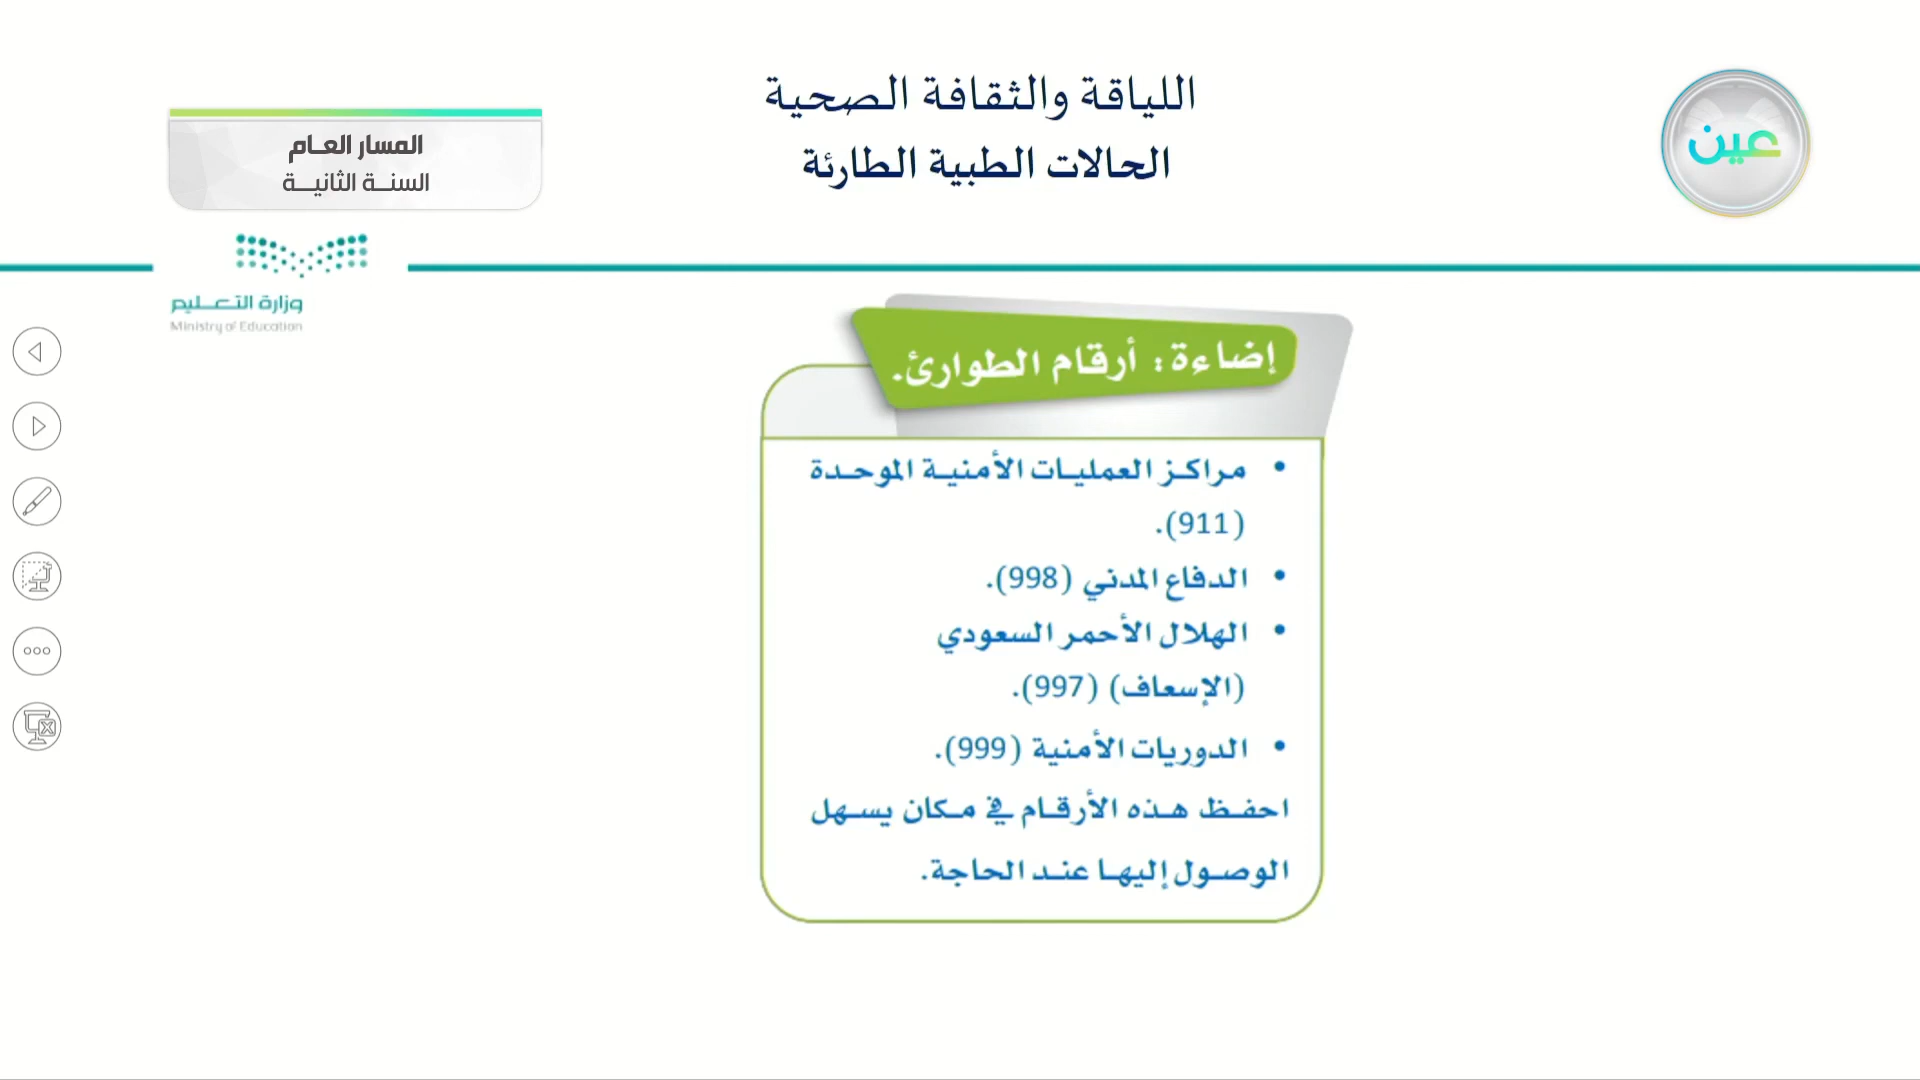 اللياقة والثقافة الصحية
الحالات الطبية الطارئة
عين
المسار العام
السنة الثانية
وزارة التعليم
Ministry of Education
إضاءة: أرقام الطوارئ.
• مراكز العمليات الأمنية الموحدة
(911).
• الدفاع المدني (998).
• الهلال الأحمر السعودي
(الإسعاف) (997).
• الدوريات الأمنية (999).
احفظ هذه الأرقام في مكان يسهل
الوصول إليها عند الحاجة.